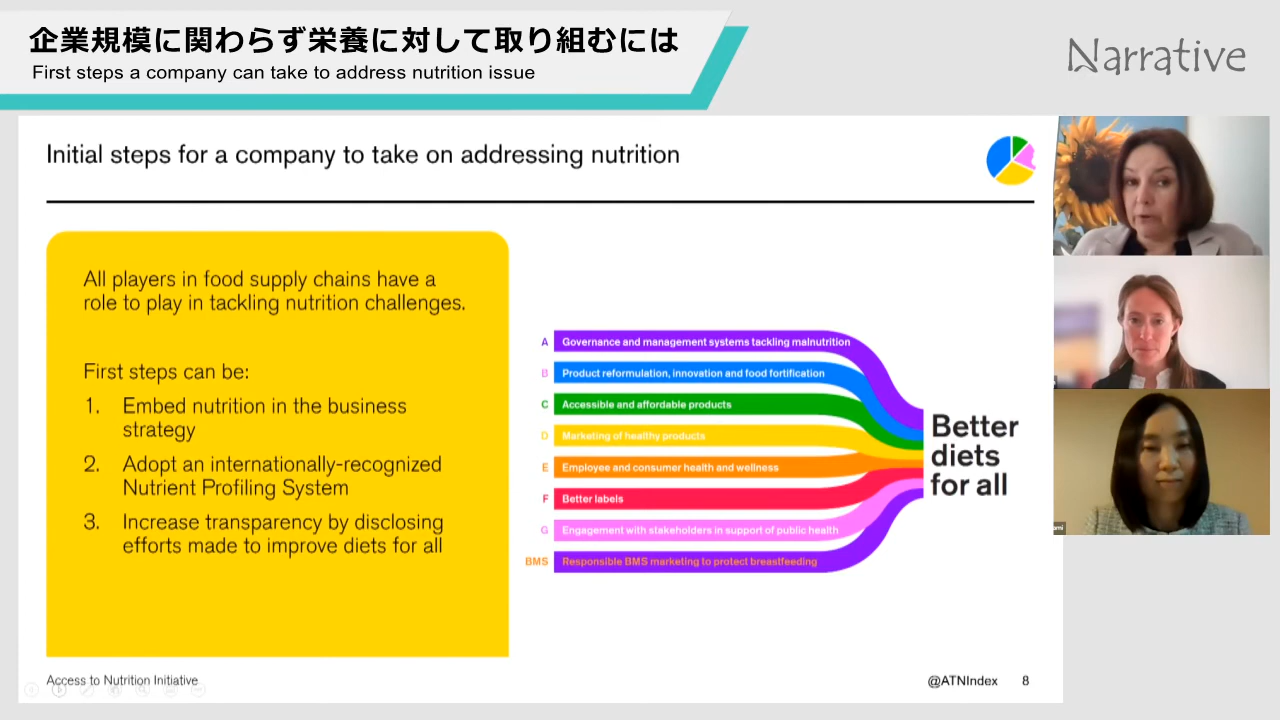 企業規模に関わらず栄養に対して取り組むには
First steps a company can take to address nutrition issue
Narrative
Initial steps for a company to take on addressing nutrition
All players in food supply chains have a
role to play in tackling nutrition challenges.
First steps can be:
1. Embed nutrition in the business
strategy
2. Adopt an internationally-recognized
Nutrient Profiling System
3. Increase transparency by disclosing
efforts made to improve diets for all
A Governance and management systems tackling malnutrition
B Product reformulation, innovation and food fortification
C Accessible and affordable products
D Marketing of healthy products
E Employee and consumer health and wellness
F Better labels
G Engagement with stakeholders in support of public health
BMS Responsible BMS marketing to protect breastfeeding
Better
diets
for all
Access to Nutrition Initiative
@ATNIndex 8